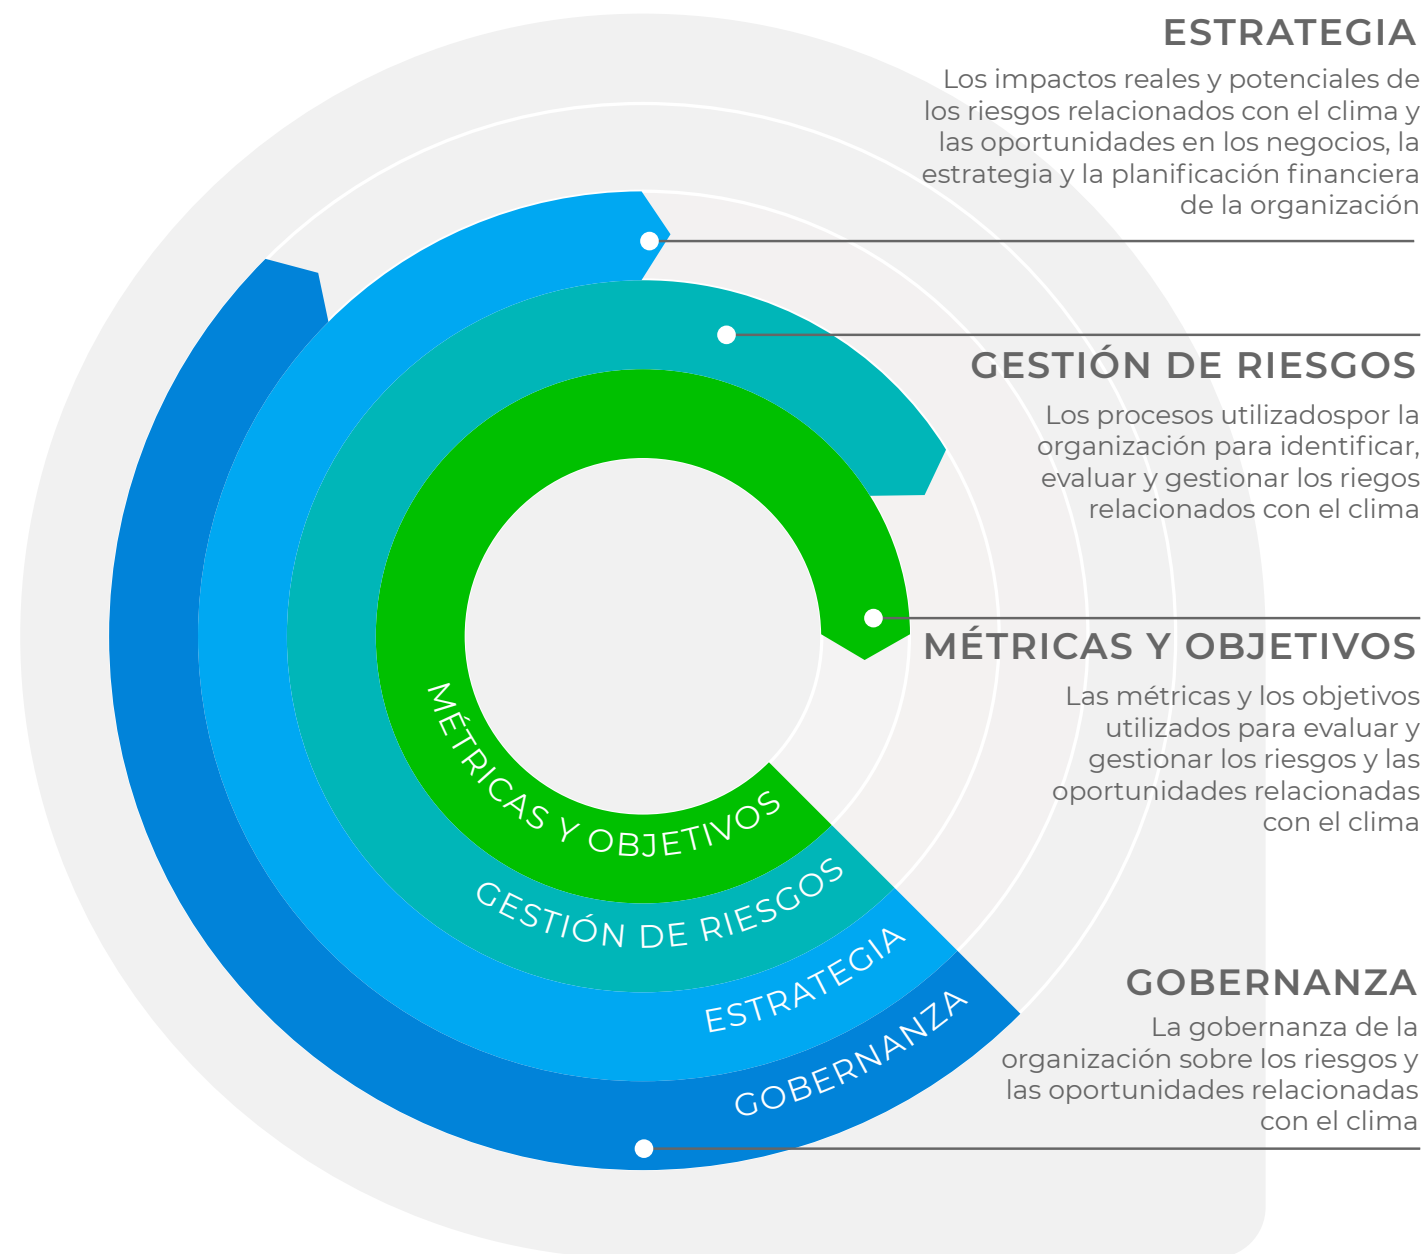 ESTRATEGIA
Los impactos reales y potenciales de
los riesgos relacionados con el clima y
las oportunidades en los negocios, la
estrategia y la planificación financiera
de la organización
GESTIÓN DE RIESGOS
Los procesos utilizadospor la
organización para identificar,
evaluar y gestionar los riegos
relacionados con el clima
MÉTRICAS Y OBJETIVOS
Las métricas y los objetivos
utilizados para evaluar y
gestionar los riesgos y las
oportunidades relacionadas
con el clima
GOBERNANZA
La gobernanza de la
organización sobre los riesgos y
las oportunidades relacionadas
con el clima
MÉTRICAS Y OBJETIVOS
GESTIÓN DE RIESGOS
ESTRATEGIA
GOBERNANZA